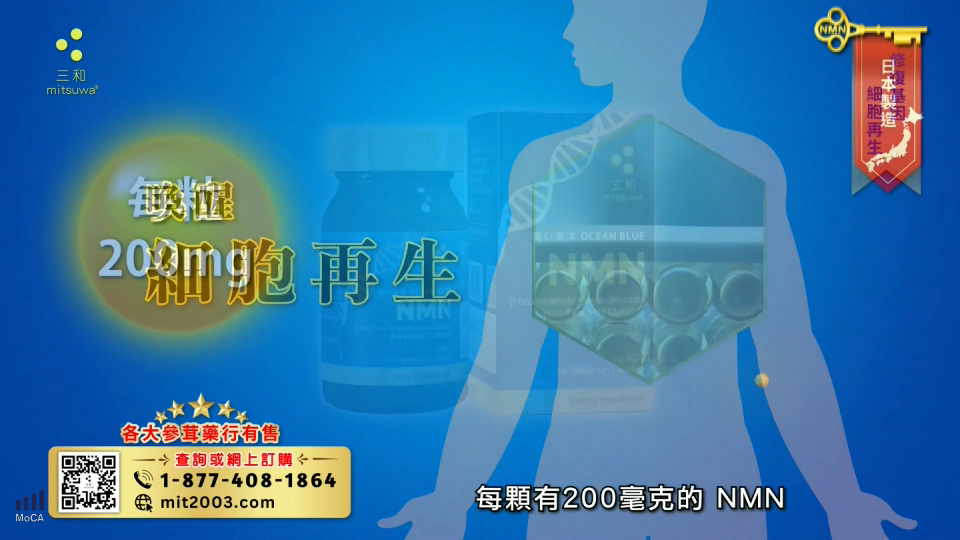 三和
mitsuwa®
NMN
日本製造
修復基因
細胞再生
每粒
200mg
喚醒
細胞再生
三和
mitsuwa
OCEAN BLUE
NMN
NMN
各大參茸藥行有售
查詢或網上訂購
1-877-408-1864
mit2003.com
MoCA
每顆有200毫克的 NMN